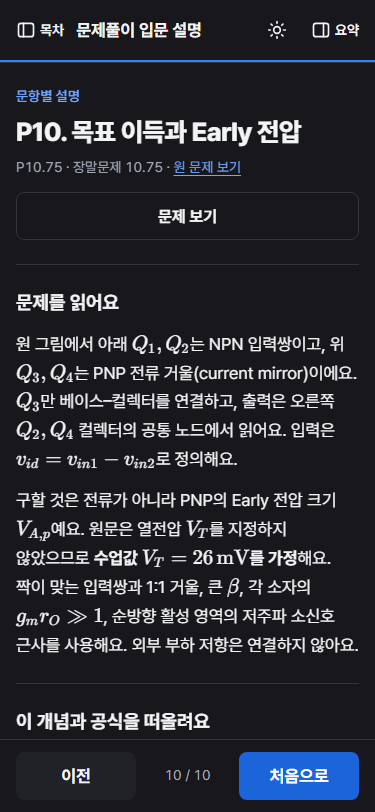 목차 문제풀이 입문 설명 요약
문항별 설명
P10. 목표 이득과 Early 전압
P10.75 · 장말문제 10.75 · 원 문제 보기
문제 보기
문제를 읽어요
원 그림에서 아래 Q₁, Q₂는 NPN 입력쌍이고, 위
Q₃, Q₄는 PNP 전류 거울(current mirror)이에요.
Q₃만 베이스–컬렉터를 연결하고, 출력은 오른쪽
Q₂, Q₄ 컬렉터의 공통 노드에서 읽어요. 입력은
v_{id} = v_{in1} − v_{in2}로 정의해요.
구할 것은 전류가 아니라 PNP의 Early 전압 크기
V_{A,p}예요. 원문은 열전압 V_T를 지정하지
않았으므로 수업값 V_T = 26 mV를 가정해요.
짝이 맞는 입력쌍과 1:1 거울, 큰 β, 각 소자의
g_m r_O ≫ 1, 순방향 활성 영역의 저주파 소신호
근사를 사용해요. 외부 부하 저항은 연결하지 않아요.
이 개념과 공식을 떠올려요
이전 10 / 10 처음으로